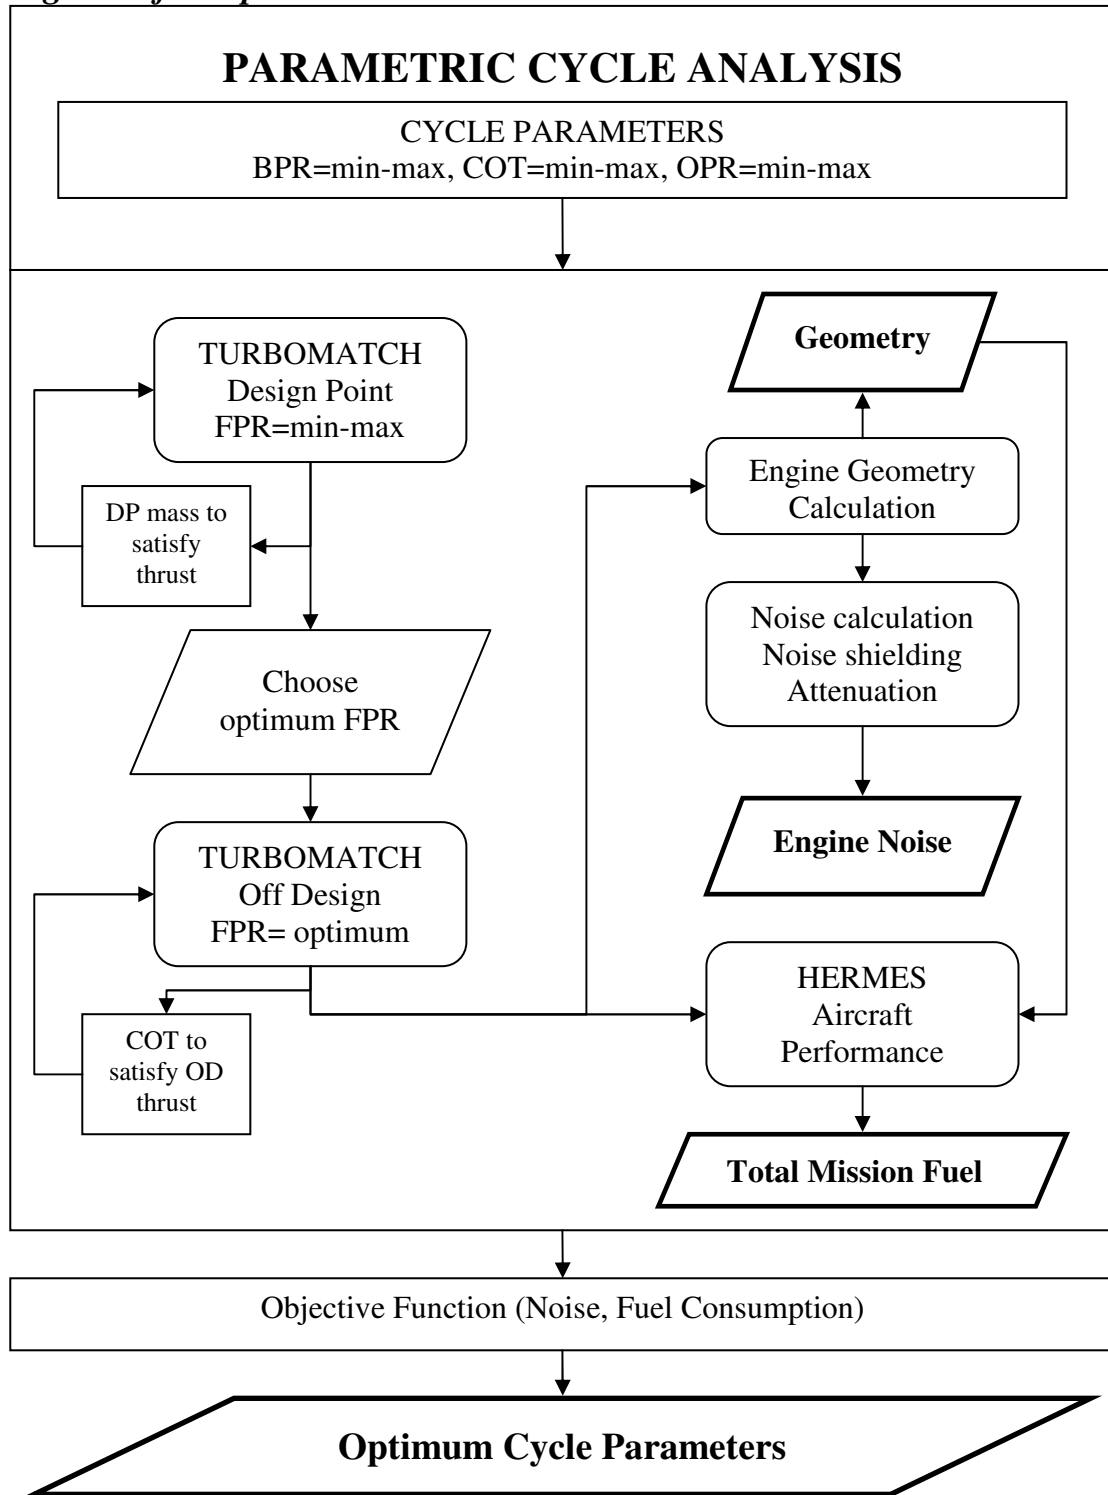 PARAMETRIC CYCLE ANALYSIS
CYCLE PARAMETERS
BPR=min-max, COT=min-max, OPR=min-max
TURBOMATCH
Design Point
FPR=min-max
DP mass to
satisfy
thrust
Choose
optimum FPR
TURBOMATCH
Off Design
FPR= optimum
COT to
satisfy OD
thrust
Geometry
Engine Geometry
Calculation
Noise calculation
Noise shielding
Attenuation
Engine Noise
HERMES
Aircraft
Performance
Total Mission Fuel
Objective Function (Noise, Fuel Consumption)
Optimum Cycle Parameters